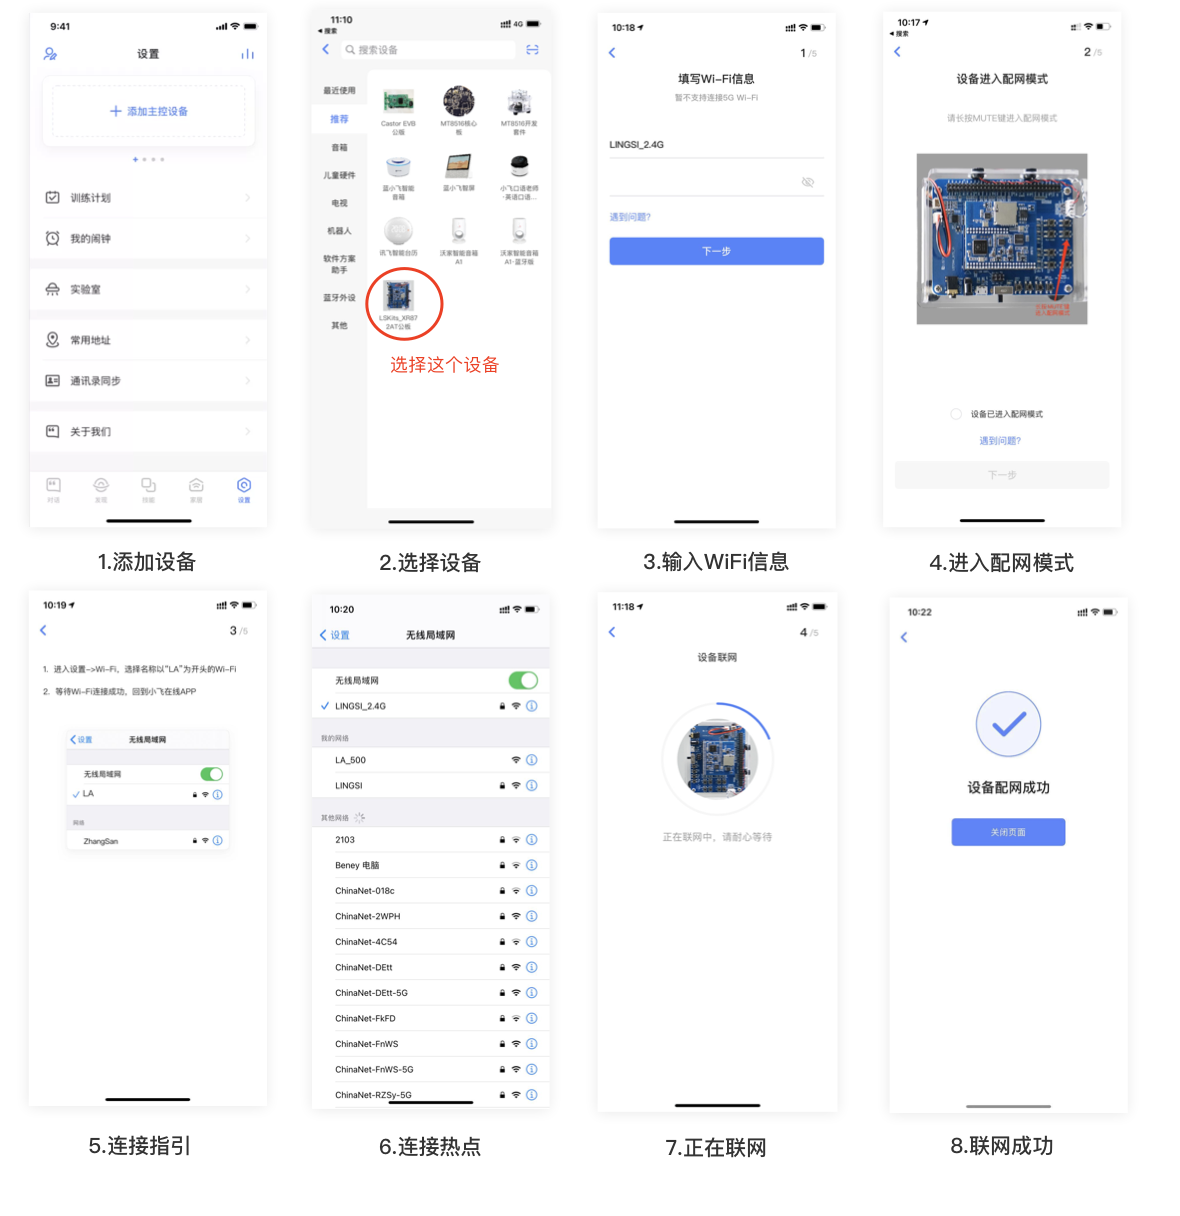 9:41
设置
+ 添加主控设备
训练计划
我的闹钟
实验室
常用地址
通讯录同步
关于我们
对话
发现
技能
家居
设置
1.添加设备
11:10
4G
◂ 搜索
搜索设备
最近使用
推荐
音箱
儿童硬件
电视
机器人
软件方案
助手
蓝牙外设
其他
Castor EVB
公版
MT8516核心
板
MT8516开发
套件
蓝小飞智能
音箱
蓝小飞智屏
小飞口语老师
·英语口语...
讯飞智能台历
沃家智能音箱
A1
沃家智能音箱
A1·蓝牙版
LSKits_XR87
2AT公板
选择这个设备
2.选择设备
10:18
1 /5
填写Wi-Fi信息
暂不支持连接5G Wi-Fi
LINGSI_2.4G
遇到问题?
下一步
3.输入WiFi信息
10:17
◂ 搜索
2 /5
设备进入配网模式
请长按MUTE键进入配网模式
进入配网模式
设备已进入配网模式
遇到问题?
下一步
4.进入配网模式
10:19
3 /5
1. 进入设置->Wi-Fi，选择名称以"LA"为开头的Wi-Fi
2. 等待Wi-Fi连接成功，回到小飞在线APP
设置
无线局域网
无线局域网
LA
网络
ZhangSan
5.连接指引
10:20
设置
无线局域网
无线局域网
LINGSI_2.4G
我的网络
LA_500
LINGSI
其他网络
2103
Beney 电脑
ChinaNet-018c
ChinaNet-2WPH
ChinaNet-4C54
ChinaNet-DEtt
ChinaNet-DEtt-5G
ChinaNet-FkFD
ChinaNet-FnWS
ChinaNet-FnWS-5G
ChinaNet-RZSy-5G
6.连接热点
11:18
4 /5
设备联网
正在联网中，请耐心等待
7.正在联网
10:22
设备配网成功
关闭页面
8.联网成功